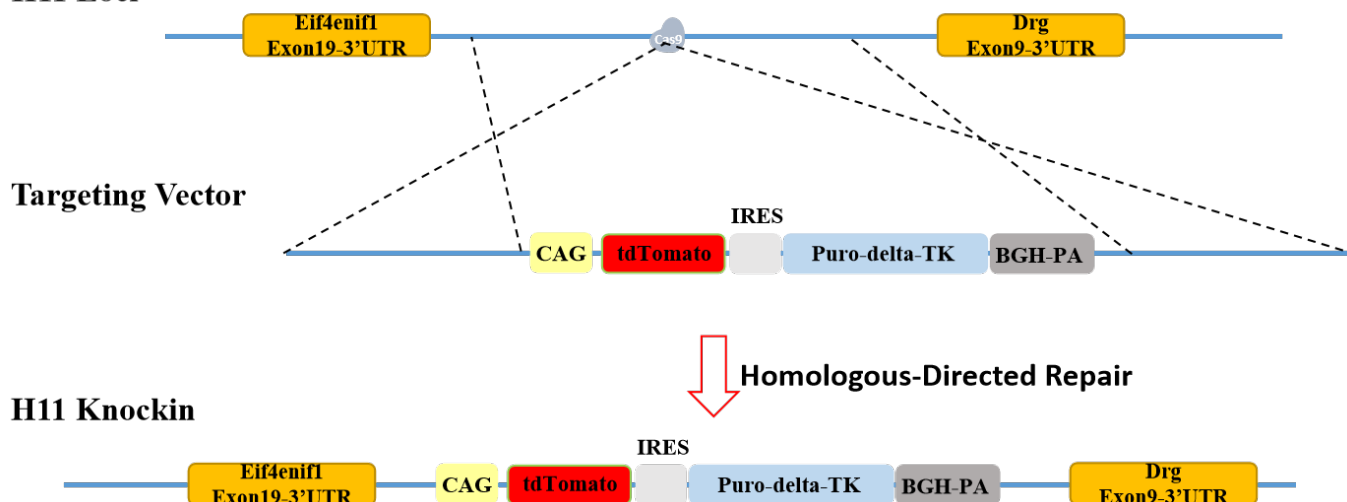 H11 Loci
Eif4enif1
Exon19-3'UTR
Cas9
Drg
Exon9-3'UTR
Targeting Vector
IRES
CAG
tdTomato
Puro-delta-TK
BGH-PA
Homologous-Directed Repair
H11 Knockin
IRES
Eif4enif1
Exon19-3'UTR
CAG
tdTomato
Puro-delta-TK
BGH-PA
Drg
Exon9-3'UTR